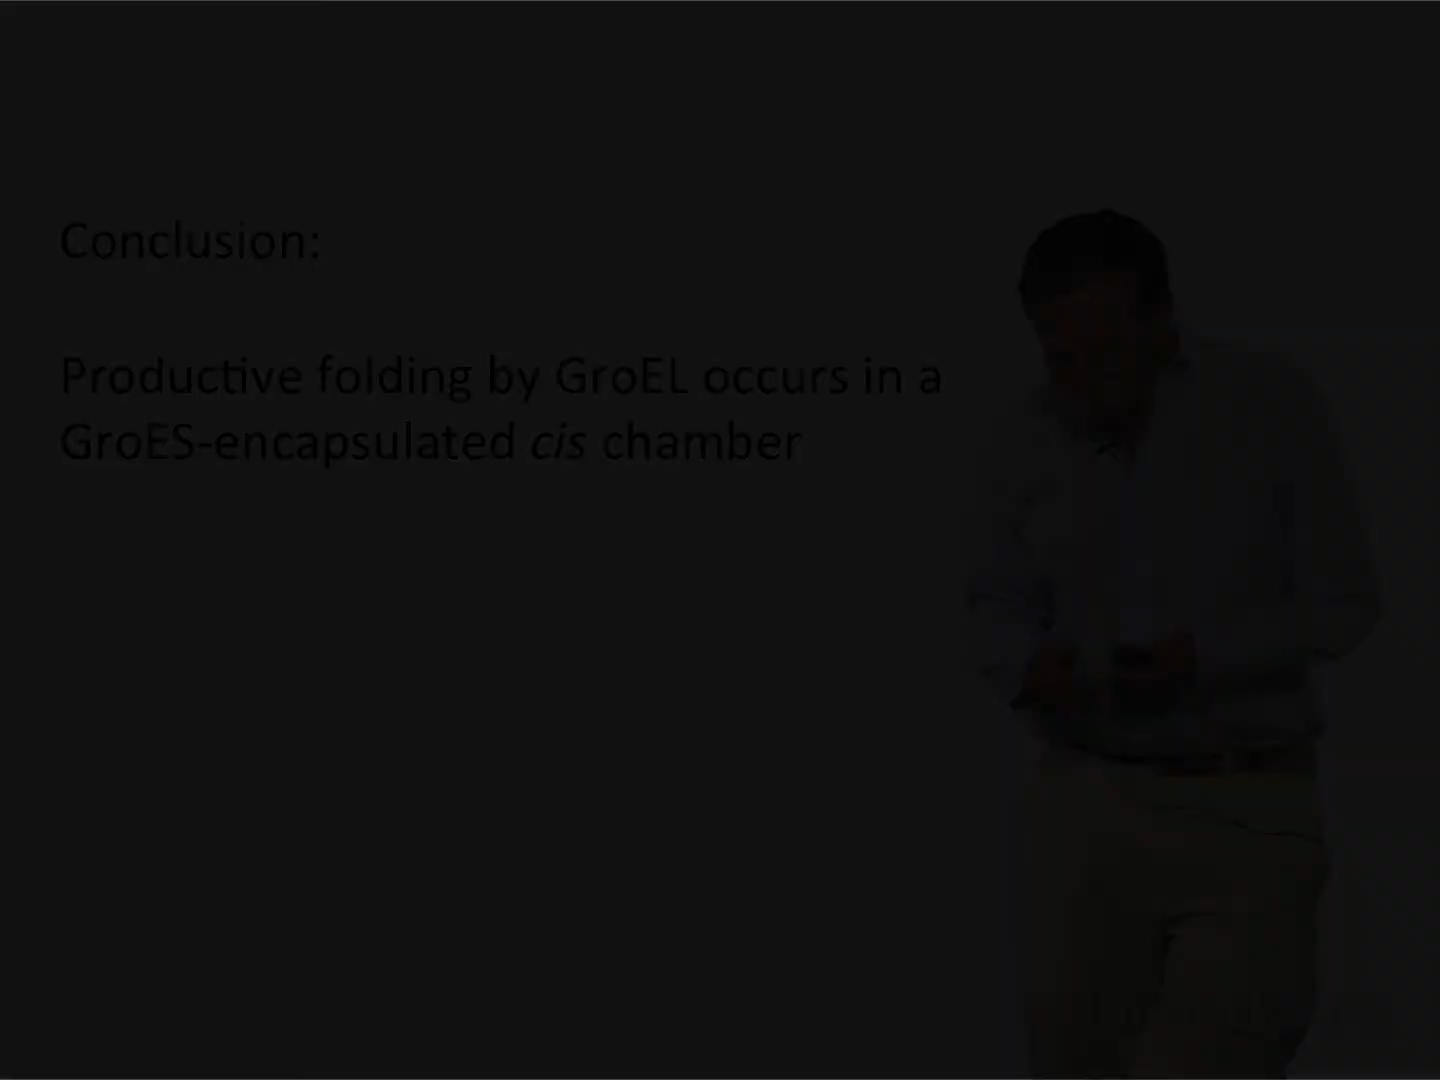 Conclusion:
Productive folding by GroEL occurs in a
GroES-encapsulated cis chamber